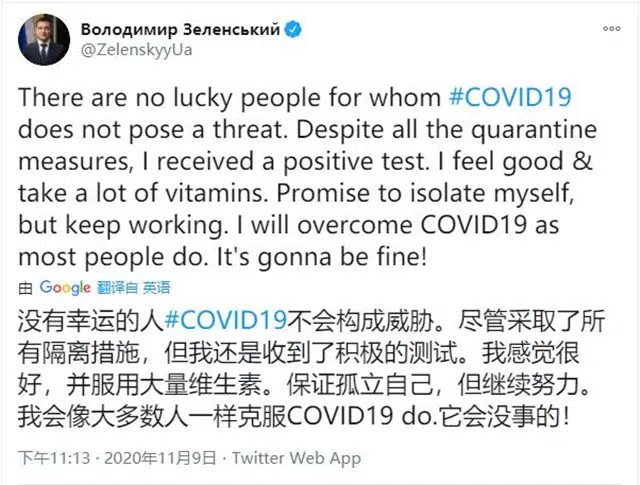 Володимир Зеленський
@ZelenskyyUa
There are no lucky people for whom #COVID19
does not pose a threat. Despite all the quarantine
measures, I received a positive test. I feel good &
take a lot of vitamins. Promise to isolate myself,
but keep working. I will overcome COVID19 as
most people do. It's gonna be fine!
由 Google 翻译自 英语
没有幸运的人#COVID19不会构成威胁。尽管采取了所
有隔离措施，但我还是收到了积极的测试。我感觉很
好，并服用大量维生素。保证孤立自己，但继续努力。
我会像大多数人一样克服COVID19 do.它会没事的！
下午11:13 · 2020年11月9日 · Twitter Web App